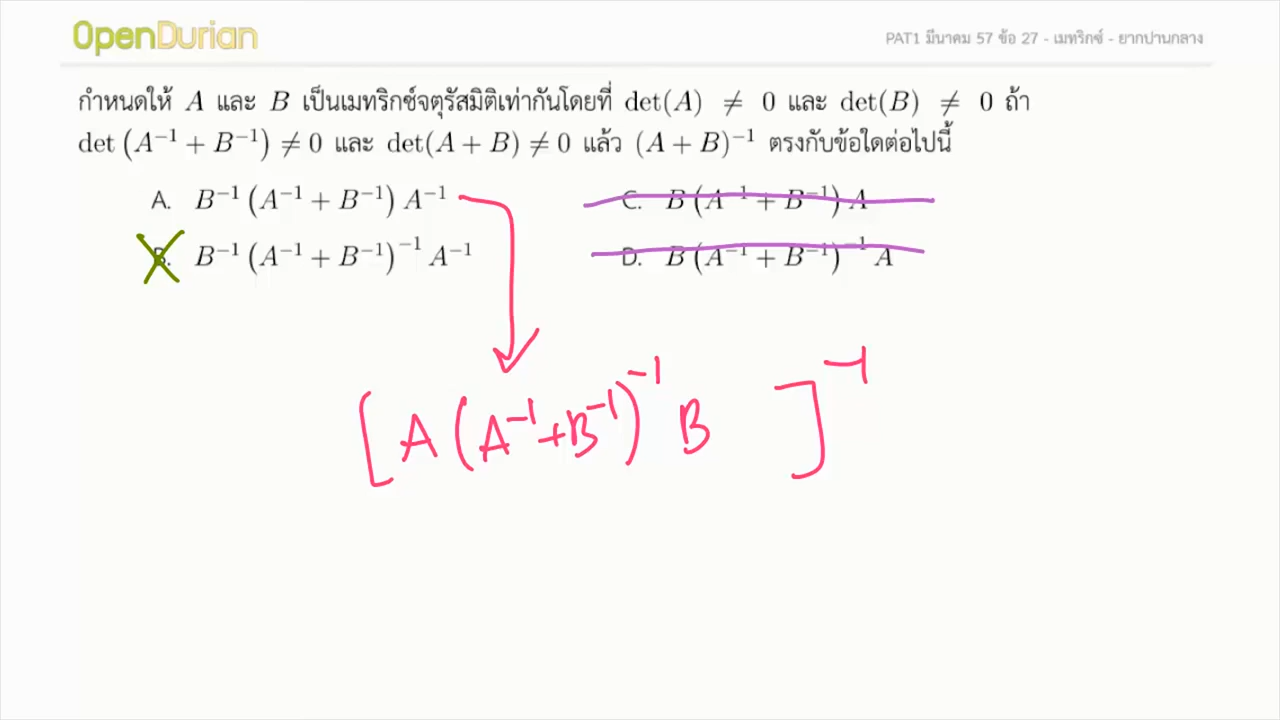 OpenDurian
PAT1 มีนาคม 57 ข้อ 27 - เมทริกซ์ - ยากปานกลาง
กำหนดให้ A และ B เป็นเมทริกซ์จตุรัสมิติเท่ากันโดยที่ det(A) ≠ 0 และ det(B) ≠ 0 ถ้า
det (A⁻¹ + B⁻¹) ≠ 0 และ det(A + B) ≠ 0 แล้ว (A + B)⁻¹ ตรงกับข้อใดต่อไปนี้
A. B⁻¹ (A⁻¹ + B⁻¹) A⁻¹
C. B (A⁻¹ + B⁻¹) A
B. B⁻¹ (A⁻¹ + B⁻¹)⁻¹ A⁻¹
D. B (A⁻¹ + B⁻¹)⁻¹ A
[A (A⁻¹+B⁻¹)⁻¹ B ]⁻¹